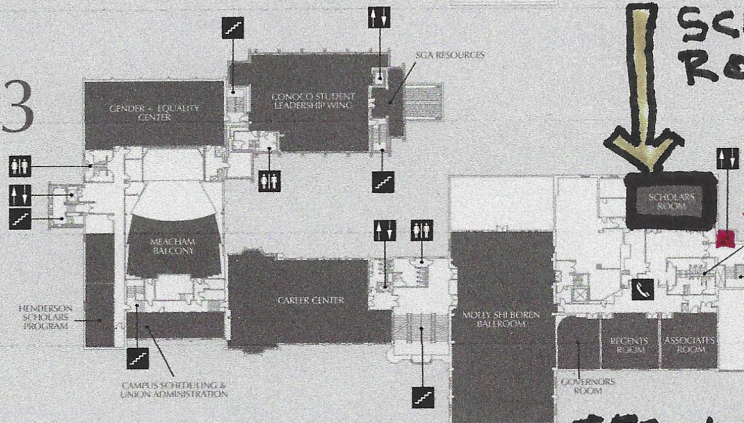 SGA RESOURCES
3
GENDER + EQUALITY
CENTER
CONOCO STUDENT
LEADERSHIP WING
SCHOLARS
ROOM
MEACHAM
BALCONY
CAREER CENTER
MOLLY SHI BOREN
BALLROOM
HENDERSON
SCHOLARS
PROGRAM
REGENTS
ROOM
ASSOCIATES
ROOM
CAMPUS SCHEDULING &
UNION ADMINISTRATION
GOVERNORS
ROOM